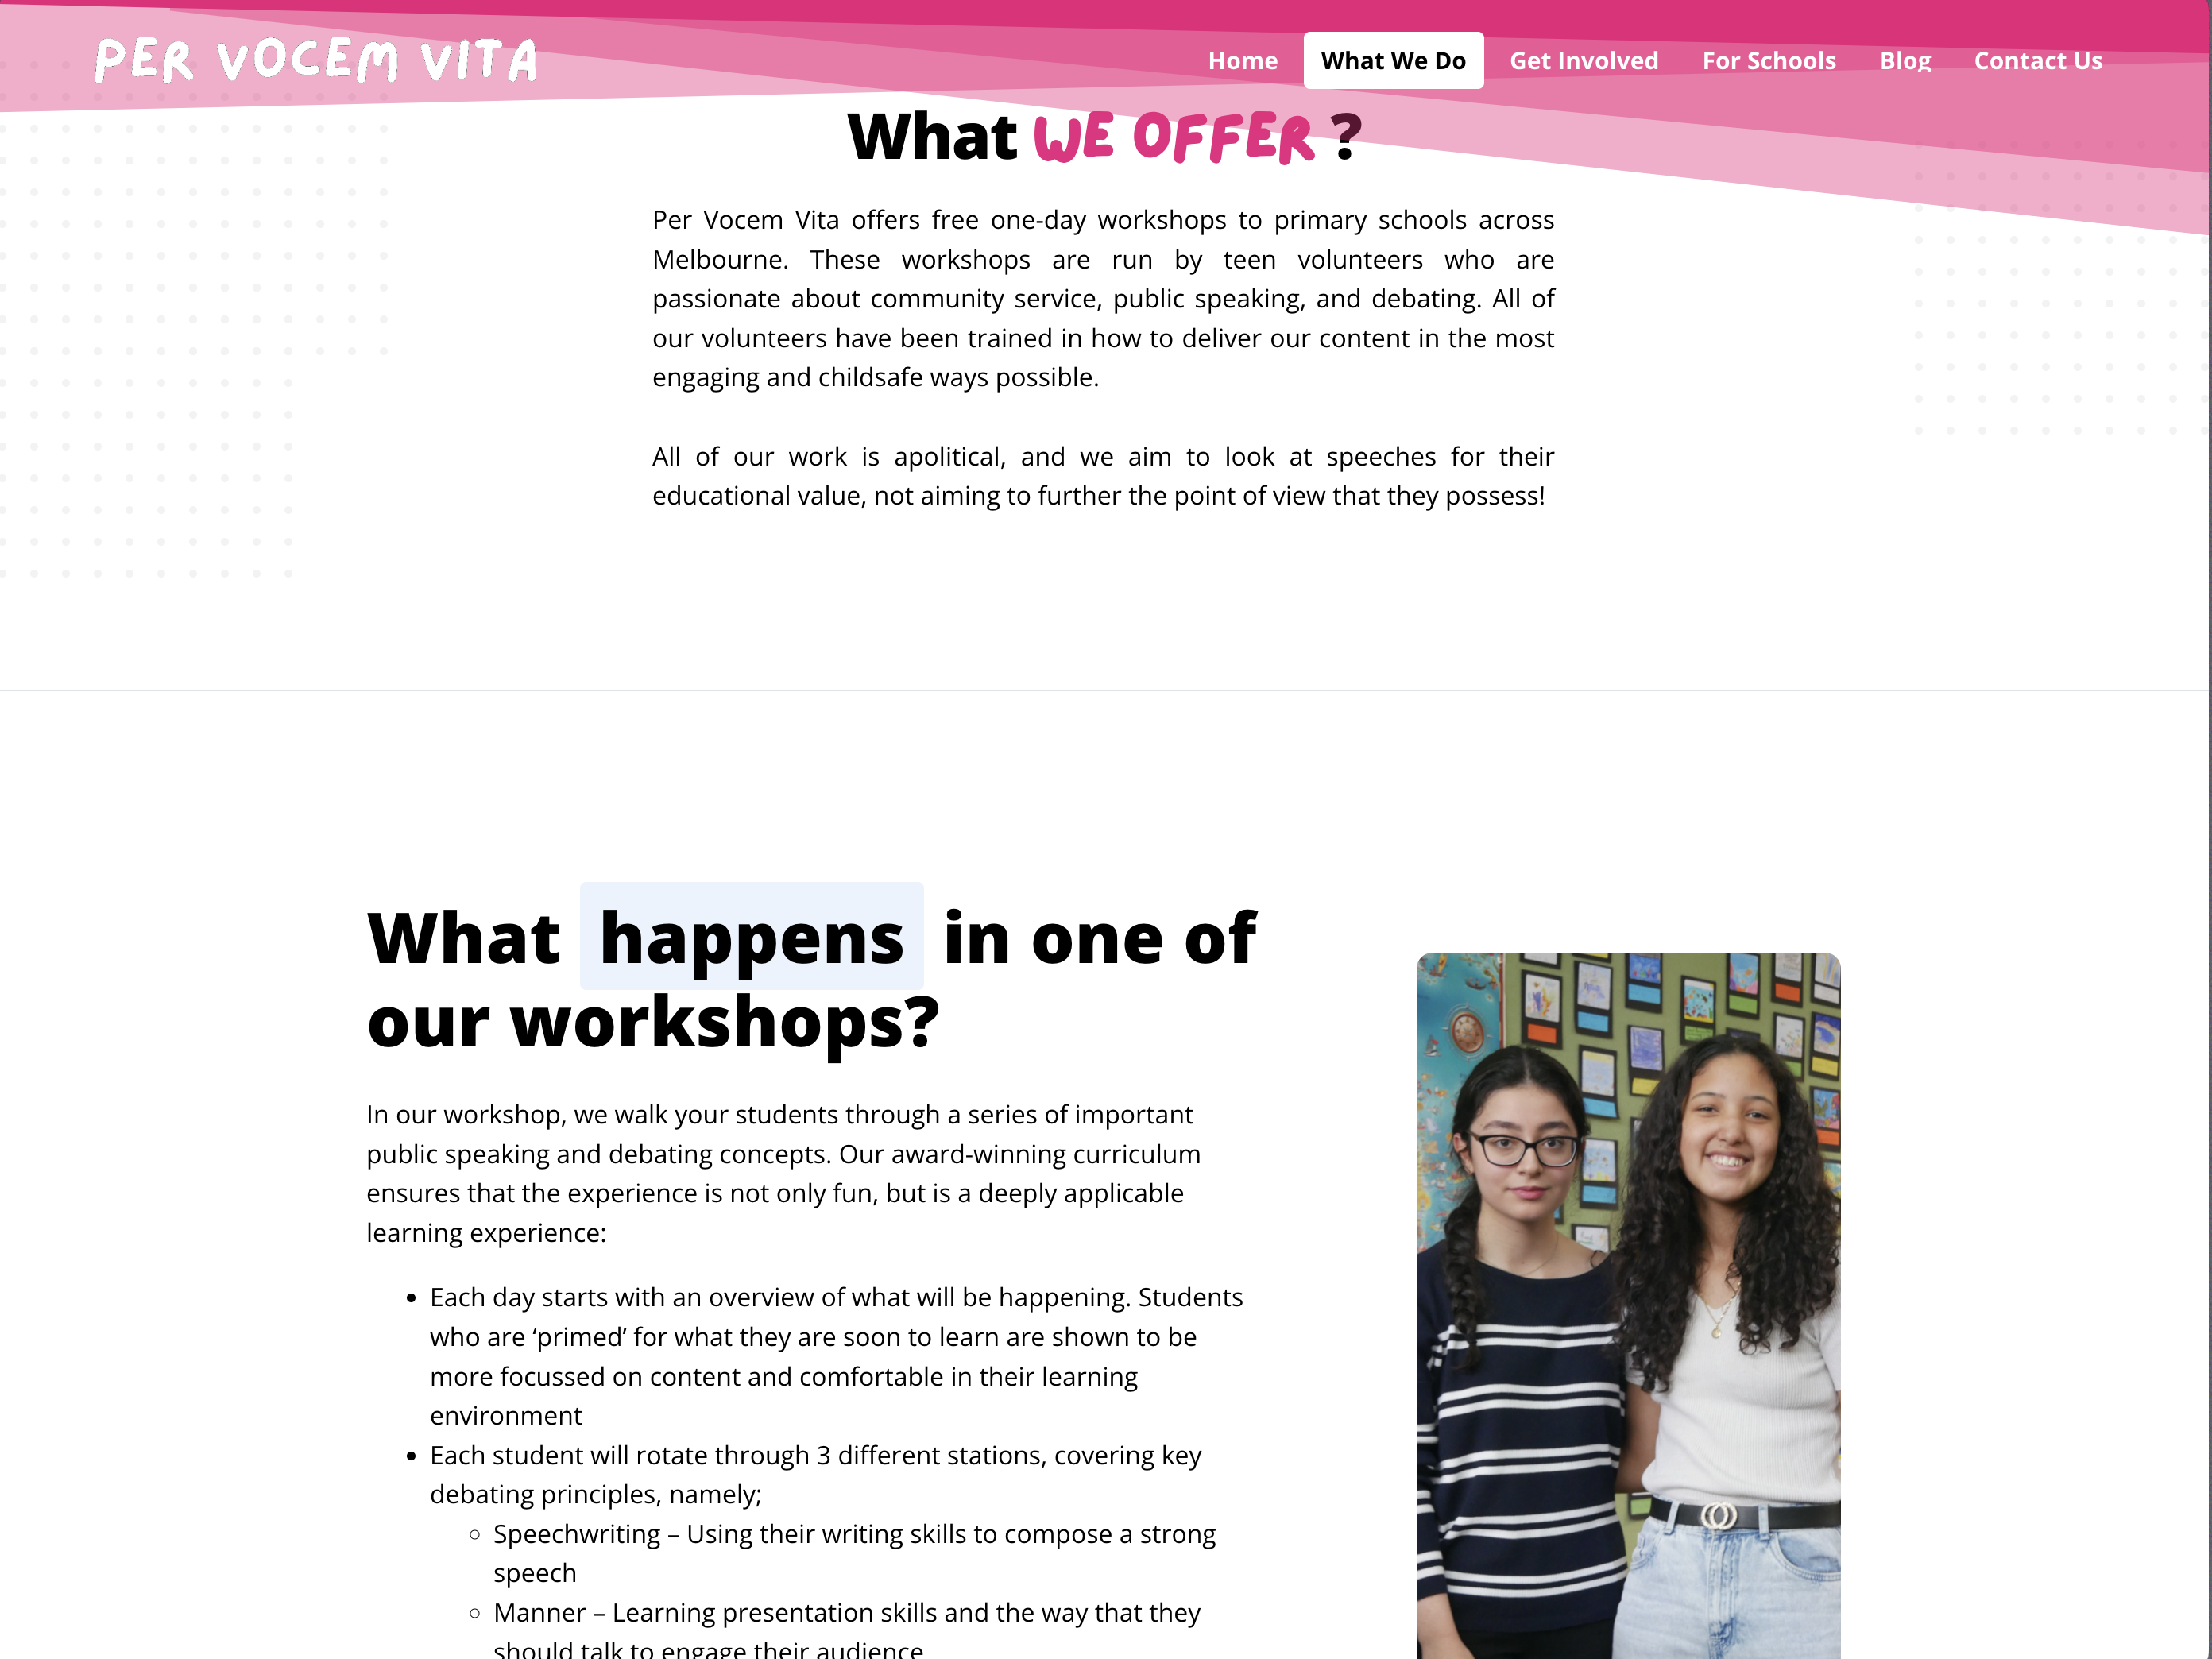 PER VOCEM VITA
Home What We Do Get Involved For Schools Blog Contact Us
What WE OFFER ?
Per Vocem Vita offers free one-day workshops to primary schools across
Melbourne. These workshops are run by teen volunteers who are
passionate about community service, public speaking, and debating. All of
our volunteers have been trained in how to deliver our content in the most
engaging and childsafe ways possible.
All of our work is apolitical, and we aim to look at speeches for their
educational value, not aiming to further the point of view that they possess!
What happens in one of
our workshops?
In our workshop, we walk your students through a series of important
public speaking and debating concepts. Our award-winning curriculum
ensures that the experience is not only fun, but is a deeply applicable
learning experience:
• Each day starts with an overview of what will be happening. Students
who are ‘primed’ for what they are soon to learn are shown to be
more focussed on content and comfortable in their learning
environment
• Each student will rotate through 3 different stations, covering key
debating principles, namely;
◦ Speechwriting – Using their writing skills to compose a strong
speech
◦ Manner – Learning presentation skills and the way that they
should talk to engage their audience